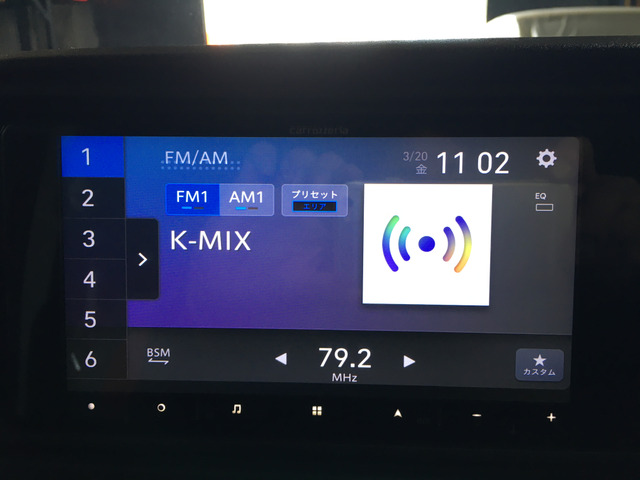 carrozzeria
1
2
3
4
5
6
FM/AM
3/20
金
11 02
FM1
AM1
プリセット
エリア
EQ
K-MIX
BSM
79.2
MHz
カスタム